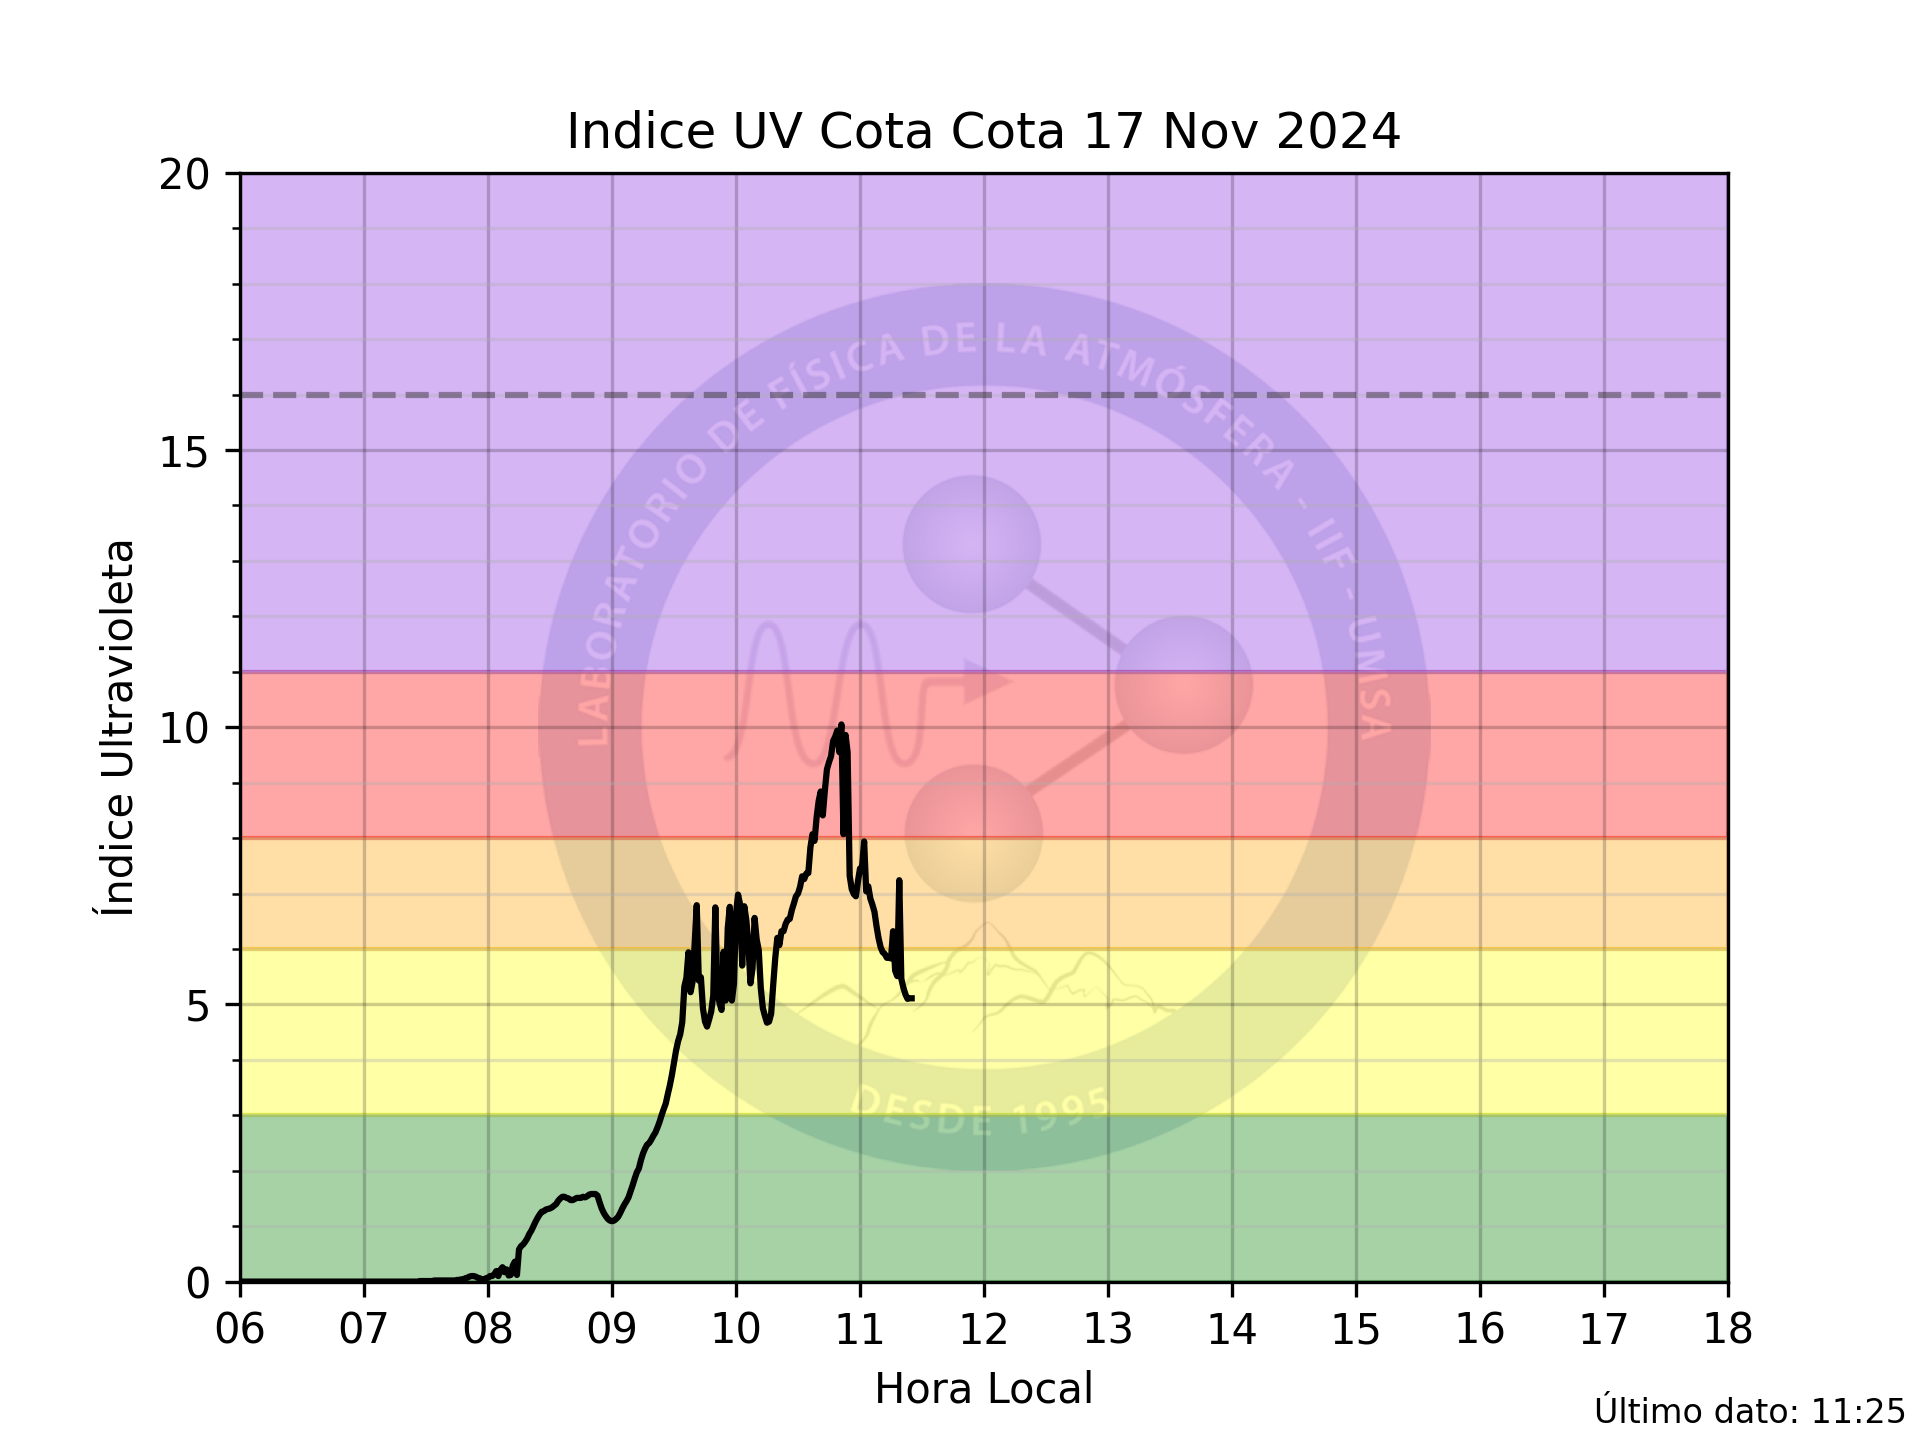 Indice UV Cota Cota 17 Nov 2024
20
15
10
5
0
Índice Ultravioleta
LABORATORIO DE FÍSICA DE LA ATMÓSFERA - IIF - UMSA
DESDE 1995
06 07 08 09 10 11 12 13 14 15 16 17 18
Hora Local
Último dato: 11:25